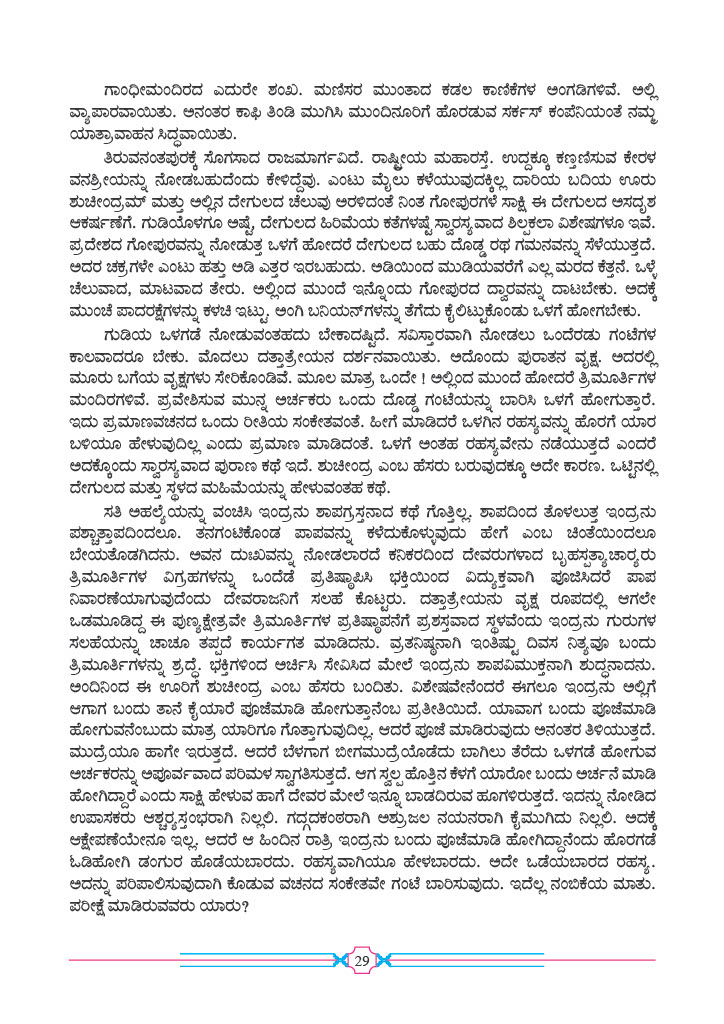 ಗಾಂಧೀಮಂದಿರದ ಎದುರೇ ಶಂಖ. ಮಣಿಸರ ಮುಂತಾದ ಕಡಲ ಕಾಣಿಕೆಗಳ ಅಂಗಡಿಗಳಿವೆ. ಅಲ್ಲಿ
ವ್ಯಾಪಾರವಾಯಿತು. ಅನಂತರ ಕಾಫಿ ತಿಂಡಿ ಮುಗಿಸಿ ಮುಂದಿನೂರಿಗೆ ಹೊರಡುವ ಸರ್ಕಸ್ ಕಂಪೆನಿಯಂತೆ ನಮ್ಮ
ಯಾತ್ರಾವಾಹನ ಸಿದ್ಧವಾಯಿತು.
ತಿರುವನಂತಪುರಕ್ಕೆ ಸೊಗಸಾದ ರಾಜಮಾರ್ಗವಿದೆ. ರಾಷ್ಟ್ರೀಯ ಮಹಾರಸ್ತೆ. ಉದ್ದಕ್ಕೂ ಕಣ್ತಣಿಸುವ ಕೇರಳ
ವನಶ್ರೀಯನ್ನು ನೋಡಬಹುದೆಂದು ಕೇಳಿದ್ದೆವು. ಎಂಟು ಮೈಲು ಕಳೆಯುವುದಕ್ಕಿಲ್ಲ ದಾರಿಯ ಬದಿಯ ಊರು
ಶುಚೀಂದ್ರಮ್ ಮತ್ತು ಅಲ್ಲಿನ ದೇಗುಲದ ಚೆಲುವು ಅರಳಿದಂತೆ ನಿಂತ ಗೋಪುರಗಳೆ ಸಾಕ್ಷಿ ಈ ದೇಗುಲದ ಅಸದೃಶ
ಆಕರ್ಷಣೆಗೆ. ಗುಡಿಯೊಳಗೂ ಅಷ್ಟೆ, ದೇಗುಲದ ಹಿರಿಮೆಯ ಕತೆಗಳಷ್ಟೆ ಸ್ವಾರಸ್ಯವಾದ ಶಿಲ್ಪಕಲಾ ವಿಶೇಷಗಳೂ ಇವೆ.
ಪ್ರದೇಶದ ಗೋಪುರವನ್ನು ನೋಡುತ್ತ ಒಳಗೆ ಹೋದರೆ ದೇಗುಲದ ಬಹು ದೊಡ್ಡ ರಥ ಗಮನವನ್ನು ಸೆಳೆಯುತ್ತದೆ.
ಅದರ ಚಕ್ರಗಳೇ ಎಂಟು ಹತ್ತು ಅಡಿ ಎತ್ತರ ಇರಬಹುದು. ಅಡಿಯಿಂದ ಮುಡಿಯವರೆಗೆ ಎಲ್ಲ ಮರದ ಕೆತ್ತನೆ. ಒಳ್ಳೆ
ಚೆಲುವಾದ, ಮಾಟವಾದ ತೇರು. ಅಲ್ಲಿಂದ ಮುಂದೆ ಇನ್ನೊಂದು ಗೋಪುರದ ದ್ವಾರವನ್ನು ದಾಟಬೇಕು. ಅದಕ್ಕೆ
ಮುಂಚೆ ಪಾದರಕ್ಷೆಗಳನ್ನು ಕಳಚಿ ಇಟ್ಟು, ಅಂಗಿ ಬನಿಯನ್‌ಗಳನ್ನು ತೆಗೆದು ಕೈಲಿಟ್ಟುಕೊಂಡು ಒಳಗೆ ಹೋಗಬೇಕು.
ಗುಡಿಯ ಒಳಗಡೆ ನೋಡುವಂತಹದು ಬೇಕಾದಷ್ಟಿದೆ. ಸವಿಸ್ತಾರವಾಗಿ ನೋಡಲು ಒಂದೆರಡು ಗಂಟೆಗಳ
ಕಾಲವಾದರೂ ಬೇಕು. ಮೊದಲು ದತ್ತಾತ್ರೇಯನ ದರ್ಶನವಾಯಿತು. ಅದೊಂದು ಪುರಾತನ ವೃಕ್ಷ. ಅದರಲ್ಲಿ
ಮೂರು ಬಗೆಯ ವೃಕ್ಷಗಳು ಸೇರಿಕೊಂಡಿವೆ. ಮೂಲ ಮಾತ್ರ ಒಂದೇ ! ಅಲ್ಲಿಂದ ಮುಂದೆ ಹೋದರೆ ತ್ರಿಮೂರ್ತಿಗಳ
ಮಂದಿರಗಳಿವೆ. ಪ್ರವೇಶಿಸುವ ಮುನ್ನ ಅರ್ಚಕರು ಒಂದು ದೊಡ್ಡ ಗಂಟೆಯನ್ನು ಬಾರಿಸಿ ಒಳಗೆ ಹೋಗುತ್ತಾರೆ.
ಇದು ಪ್ರಮಾಣವಚನದ ಒಂದು ರೀತಿಯ ಸಂಕೇತವಂತೆ. ಹೀಗೆ ಮಾಡಿದರೆ ಒಳಗಿನ ರಹಸ್ಯವನ್ನು ಹೊರಗೆ ಯಾರ
ಬಳಿಯೂ ಹೇಳುವುದಿಲ್ಲ ಎಂದು ಪ್ರಮಾಣ ಮಾಡಿದಂತೆ. ಒಳಗೆ ಅಂತಹ ರಹಸ್ಯವೇನು ನಡೆಯುತ್ತದೆ ಎಂದರೆ
ಅದಕ್ಕೊಂದು ಸ್ವಾರಸ್ಯವಾದ ಪುರಾಣ ಕಥೆ ಇದೆ. ಶುಚೀಂದ್ರ ಎಂಬ ಹೆಸರು ಬರುವುದಕ್ಕೂ ಅದೇ ಕಾರಣ. ಒಟ್ಟಿನಲ್ಲಿ
ದೇಗುಲದ ಮತ್ತು ಸ್ಥಳದ ಮಹಿಮೆಯನ್ನು ಹೇಳುವಂತಹ ಕಥೆ.
ಸತಿ ಅಹಲ್ಯೆಯನ್ನು ವಂಚಿಸಿ ಇಂದ್ರನು ಶಾಪಗ್ರಸ್ತನಾದ ಕಥೆ ಗೊತ್ತಿಲ್ಲ. ಶಾಪದಿಂದ ತೊಳಲುತ್ತ ಇಂದ್ರನು
ಪಶ್ಚಾತ್ತಾಪದಿಂದಲೂ. ತನಗಂಟಿಕೊಂಡ ಪಾಪವನ್ನು ಕಳೆದುಕೊಳ್ಳುವುದು ಹೇಗೆ ಎಂಬ ಚಿಂತೆಯಿಂದಲೂ
ಬೇಯತೊಡಗಿದನು. ಅವನ ದುಃಖವನ್ನು ನೋಡಲಾರದೆ ಕನಿಕರದಿಂದ ದೇವರುಗಳಾದ ಬೃಹಸ್ಪತ್ಯಾಚಾರ್‍ಯರು
ತ್ರಿಮೂರ್ತಿಗಳ ವಿಗ್ರಹಗಳನ್ನು ಒಂದೆಡೆ ಪ್ರತಿಷ್ಠಾಪಿಸಿ ಭಕ್ತಿಯಿಂದ ವಿಧ್ಯುಕ್ತವಾಗಿ ಪೂಜಿಸಿದರೆ ಪಾಪ
ನಿವಾರಣೆಯಾಗುವುದೆಂದು ದೇವರಾಜನಿಗೆ ಸಲಹೆ ಕೊಟ್ಟರು. ದತ್ತಾತ್ರೇಯನು ವೃಕ್ಷ ರೂಪದಲ್ಲಿ ಆಗಲೇ
ಒಡಮೂಡಿದ್ದ ಈ ಪುಣ್ಯಕ್ಷೇತ್ರವೇ ತ್ರಿಮೂರ್ತಿಗಳ ಪ್ರತಿಷ್ಠಾಪನೆಗೆ ಪ್ರಶಸ್ತವಾದ ಸ್ಥಳವೆಂದು ಇಂದ್ರನು ಗುರುಗಳ
ಸಲಹೆಯನ್ನು ಚಾಚೂ ತಪ್ಪದೆ ಕಾರ್ಯಗತ ಮಾಡಿದನು. ವ್ರತನಿಷ್ಠನಾಗಿ ಇಂತಿಷ್ಟು ದಿವಸ ನಿತ್ಯವೂ ಬಂದು
ತ್ರಿಮೂರ್ತಿಗಳನ್ನು ಶ್ರದ್ಧೆ. ಭಕ್ತಿಗಳಿಂದ ಅರ್ಚಿಸಿ ಸೇವಿಸಿದ ಮೇಲೆ ಇಂದ್ರನು ಶಾಪವಿಮುಕ್ತನಾಗಿ ಶುದ್ಧನಾದನು.
ಅಂದಿನಿಂದ ಈ ಊರಿಗೆ ಶುಚೀಂದ್ರ ಎಂಬ ಹೆಸರು ಬಂದಿತು. ವಿಶೇಷವೇನೆಂದರೆ ಈಗಲೂ ಇಂದ್ರನು ಅಲ್ಲಿಗೆ
ಆಗಾಗ ಬಂದು ತಾನೆ ಕೈಯಾರೆ ಪೂಜೆಮಾಡಿ ಹೋಗುತ್ತಾನೆಂಬ ಪ್ರತೀತಿಯಿದೆ. ಯಾವಾಗ ಬಂದು ಪೂಜೆಮಾಡಿ
ಹೋಗುವನೆಂಬುದು ಮಾತ್ರ ಯಾರಿಗೂ ಗೊತ್ತಾಗುವುದಿಲ್ಲ. ಆದರೆ ಪೂಜೆ ಮಾಡಿರುವುದು ಅನಂತರ ತಿಳಿಯುತ್ತದೆ.
ಮುದ್ರೆಯೂ ಹಾಗೇ ಇರುತ್ತದೆ. ಆದರೆ ಬೆಳಗಾಗ ಬೀಗಮುದ್ರೆಯೊಡೆದು ಬಾಗಿಲು ತೆರೆದು ಒಳಗಡೆ ಹೋಗುವ
ಅರ್ಚಕರನ್ನು ಅಪೂರ್ವವಾದ ಪರಿಮಳ ಸ್ವಾಗತಿಸುತ್ತದೆ. ಆಗ ಸ್ವಲ್ಪ ಹೊತ್ತಿನ ಕೆಳಗೆ ಯಾರೋ ಬಂದು ಅರ್ಚನೆ ಮಾಡಿ
ಹೋಗಿದ್ದಾರೆ ಎಂದು ಸಾಕ್ಷಿ ಹೇಳುವ ಹಾಗೆ ದೇವರ ಮೇಲೆ ಇನ್ನೂ ಬಾಡದಿರುವ ಹೂಗಳಿರುತ್ತದೆ. ಇದನ್ನು ನೋಡಿದ
ಉಪಾಸಕರು ಆಶ್ಚರ್‍ಯಸ್ತಂಭರಾಗಿ ನಿಲ್ಲಲಿ. ಗದ್ಗದಕಂಠರಾಗಿ ಅಶ್ರುಜಲ ನಯನರಾಗಿ ಕೈಮುಗಿದು ನಿಲ್ಲಲಿ. ಅದಕ್ಕೆ
ಆಕ್ಷೇಪಣೆಯೇನೂ ಇಲ್ಲ. ಆದರೆ ಆ ಹಿಂದಿನ ರಾತ್ರಿ ಇಂದ್ರನು ಬಂದು ಪೂಜೆಮಾಡಿ ಹೋಗಿದ್ದಾನೆಂದು ಹೊರಗಡೆ
ಓಡಿಹೋಗಿ ಡಂಗುರ ಹೊಡೆಯಬಾರದು. ರಹಸ್ಯವಾಗಿಯೂ ಹೇಳಬಾರದು. ಅದೇ ಒಡೆಯಬಾರದ ರಹಸ್ಯ.
ಅದನ್ನು ಪರಿಪಾಲಿಸುವುದಾಗಿ ಕೊಡುವ ವಚನದ ಸಂಕೇತವೇ ಗಂಟೆ ಬಾರಿಸುವುದು. ಇದೆಲ್ಲ ನಂಬಿಕೆಯ ಮಾತು.
ಪರೀಕ್ಷೆ ಮಾಡಿರುವವರು ಯಾರು?
29